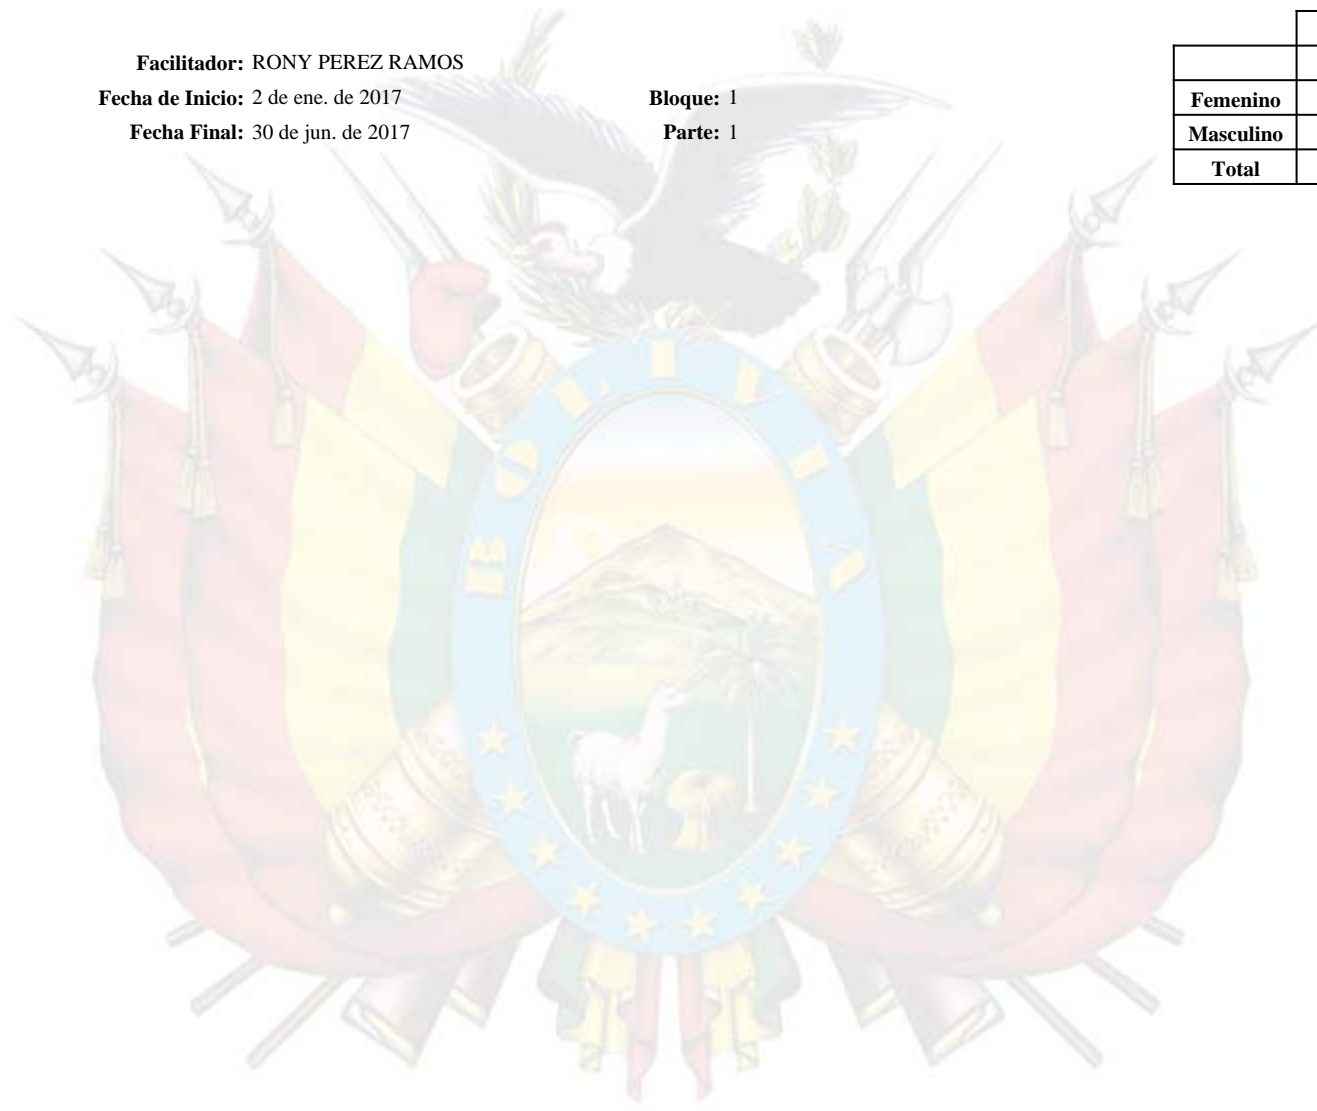 Facilitador: RONY PEREZ RAMOS
Fecha de Inicio: 2 de ene. de 2017 Bloque: 1
Femenino
Fecha Final: 30 de jun. de 2017 Parte: 1
Masculino
Total
BOLIVIA